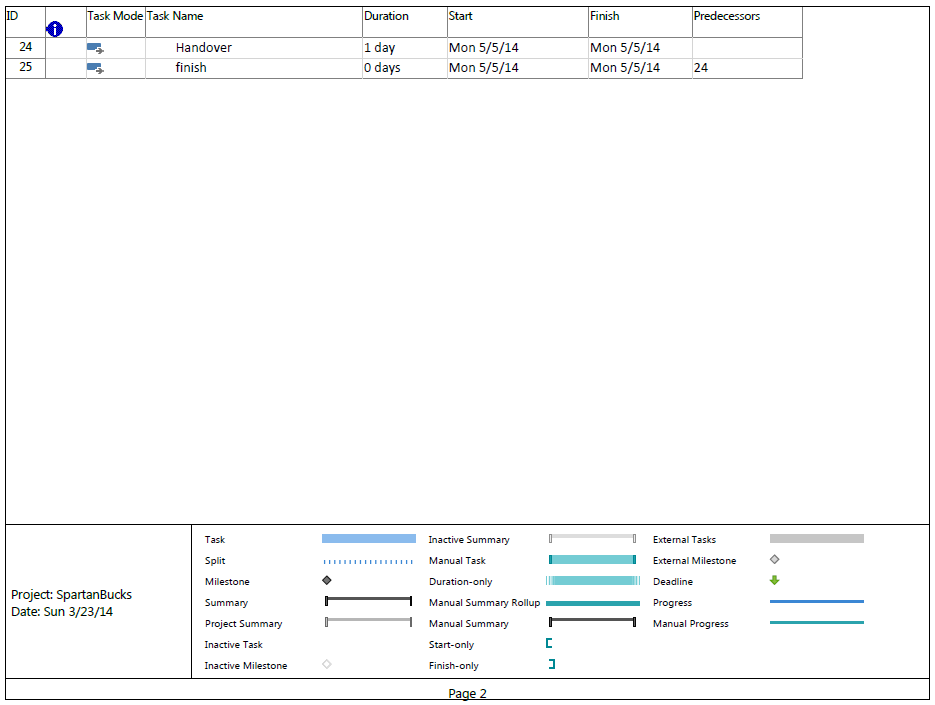 ID Task Mode Task Name Duration Start Finish Predecessors
24 Handover 1 day Mon 5/5/14 Mon 5/5/14
25 finish 0 days Mon 5/5/14 Mon 5/5/14 24
Project: SpartanBucks
Date: Sun 3/23/14
Task Inactive Summary External Tasks
Split Manual Task External Milestone
Milestone Duration-only Deadline
Summary Manual Summary Rollup Progress
Project Summary Manual Summary Manual Progress
Inactive Task Start-only
Inactive Milestone Finish-only
Page 2